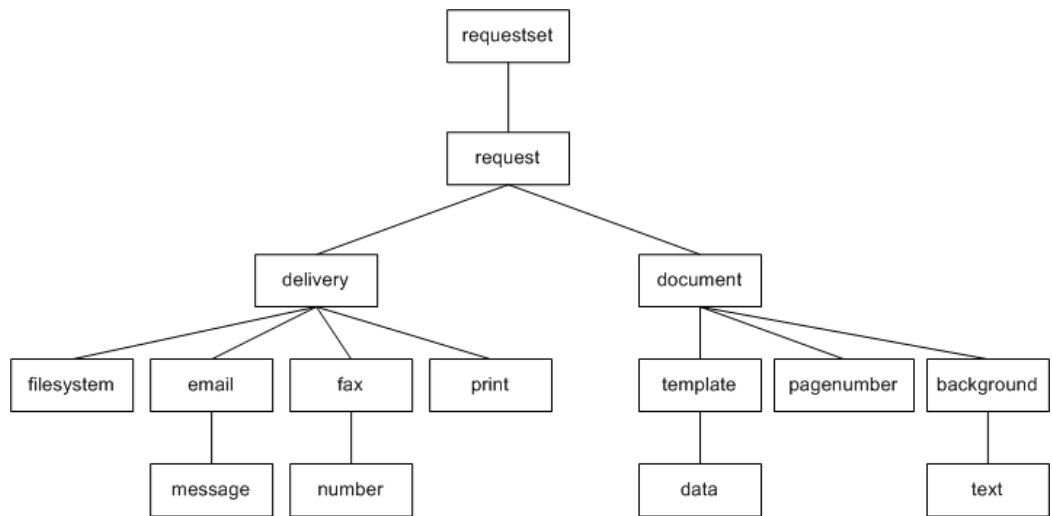 requestset
request
delivery
document
filesystem
email
fax
print
template
pagenumber
background
message
number
data
text